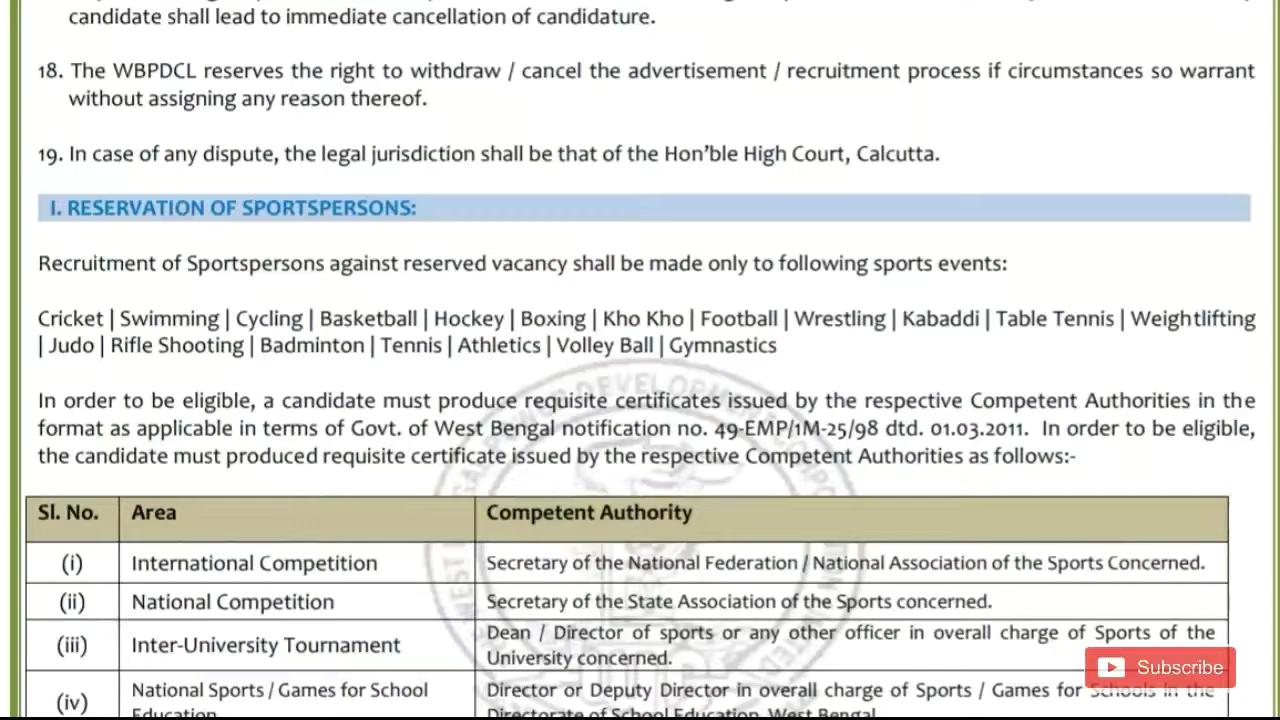 candidate shall lead to immediate cancellation of candidature.
18. The WBPDCL reserves the right to withdraw / cancel the advertisement / recruitment process if circumstances so warrant
without assigning any reason thereof.
19. In case of any dispute, the legal jurisdiction shall be that of the Hon'ble High Court, Calcutta.
I. RESERVATION OF SPORTSPERSONS:
Recruitment of Sportspersons against reserved vacancy shall be made only to following sports events:
Cricket | Swimming | Cycling | Basketball | Hockey | Boxing | Kho Kho | Football | Wrestling | Kabaddi | Table Tennis | Weightlifting
| Judo | Rifle Shooting | Badminton | Tennis | Athletics | Volley Ball | Gymnastics
In order to be eligible, a candidate must produce requisite certificates issued by the respective Competent Authorities in the
format as applicable in terms of Govt. of West Bengal notification no. 49-EMP/1M-25/98 dtd. 01.03.2011. In order to be eligible,
the candidate must produced requisite certificate issued by the respective Competent Authorities as follows:-
Sl. No. Area Competent Authority
(i) International Competition Secretary of the National Federation / National Association of the Sports Concerned.
(ii) National Competition Secretary of the State Association of the Sports concerned.
(iii) Inter-University Tournament Dean / Director of sports or any other officer in overall charge of Sports of the
University concerned.
Subscribe
(iv) National Sports / Games for School Director or Deputy Director in overall charge of Sports / Games for Schools in the
Education Directorate of School Education, West Bengal